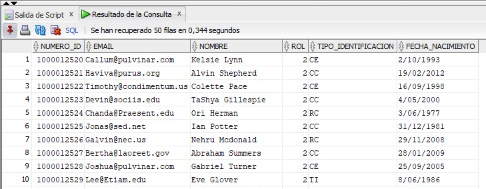 Salida de Script × Resultado de la Consulta ×
SQL | Se han recuperado 50 filas en 0,344 segundos
NUMERO_ID EMAIL NOMBRE ROL TIPO_IDENTIFICACION FECHA_NACIMIENTO
1 1000012520 Callum@pulvinar.com Kelsie Lynn 2 CE 2/10/1993
2 1000012521 Haviva@purus.org Alvin Shepherd 2 CC 19/02/2012
3 1000012522 Timothy@condimentum.us Colette Pace 2 CE 16/09/1998
4 1000012523 Devin@sociis.edu TaShya Gillespie 2 CC 4/05/2000
5 1000012524 Chanda@Praesent.edu Ori Herman 2 RC 3/06/1977
6 1000012525 Jonas@sed.net Ian Potter 2 CC 31/12/1981
7 1000012526 Galvin@nec.us Nehru Mcdonald 2 RC 29/11/1978
8 1000012527 Bertha@laoreet.gov Abraham Summers 2 CC 28/01/2009
9 1000012528 Joshua@pulvinar.com Gabriel Turner 2 CE 25/09/2005
10 1000012529 Lee@Etiam.edu Eve Glover 2 TI 8/06/1986